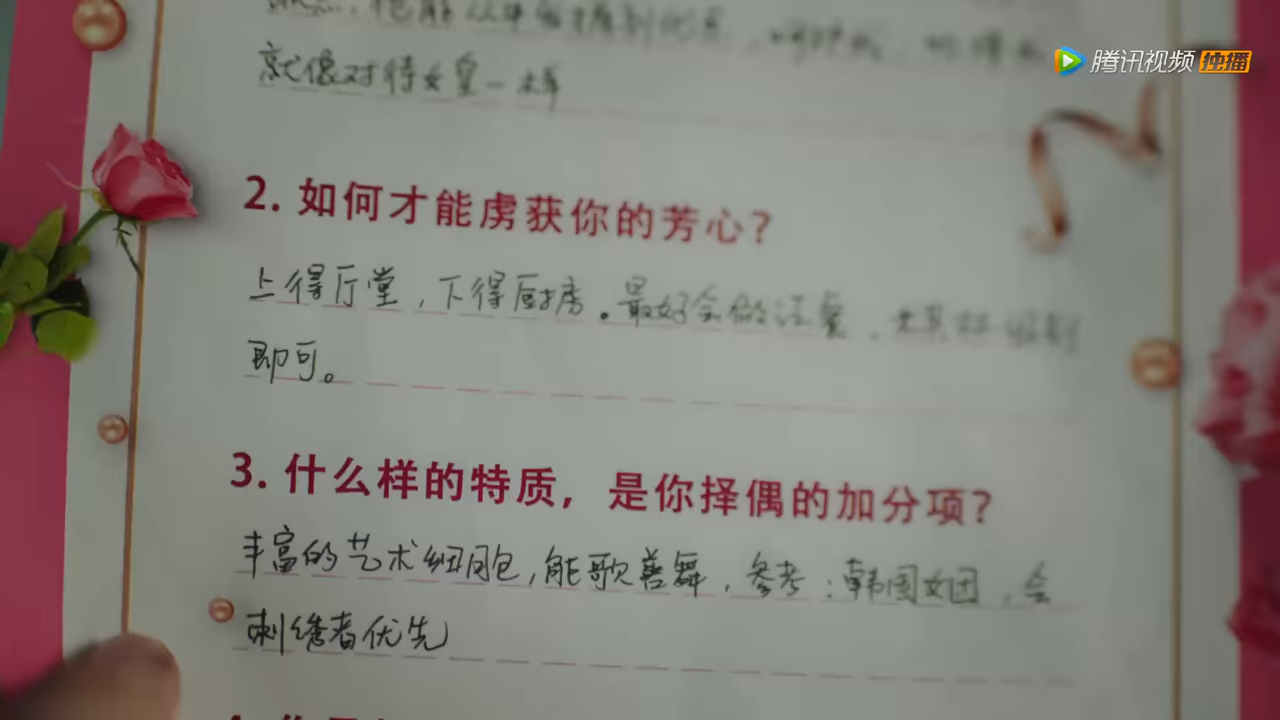 腾讯视频 独播
就像对待女皇一样
2. 如何才能虏获你的芳心？
上得厅堂，下得厨房。最好会做法餐，
即可。
3. 什么样的特质，是你择偶的加分项？
丰富的艺术细胞，能歌善舞，参考：韩国女团，会
刺绣者优先